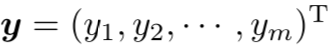 y = (y₁, y₂, ⋯ , yₘ)ᵀ